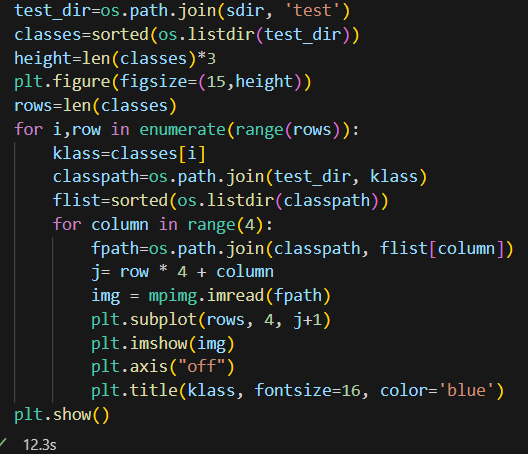 test_dir=os.path.join(sdir, 'test')
classes=sorted(os.listdir(test_dir))
height=len(classes)*3
plt.figure(figsize=(15,height))
rows=len(classes)
for i,row in enumerate(range(rows)):
    klass=classes[i]
    classpath=os.path.join(test_dir, klass)
    flist=sorted(os.listdir(classpath))
    for column in range(4):
        fpath=os.path.join(classpath, flist[column])
        j= row * 4 + column
        img = mpimg.imread(fpath)
        plt.subplot(rows, 4, j+1)
        plt.imshow(img)
        plt.axis("off")
        plt.title(klass, fontsize=16, color='blue')
plt.show()
12.3s